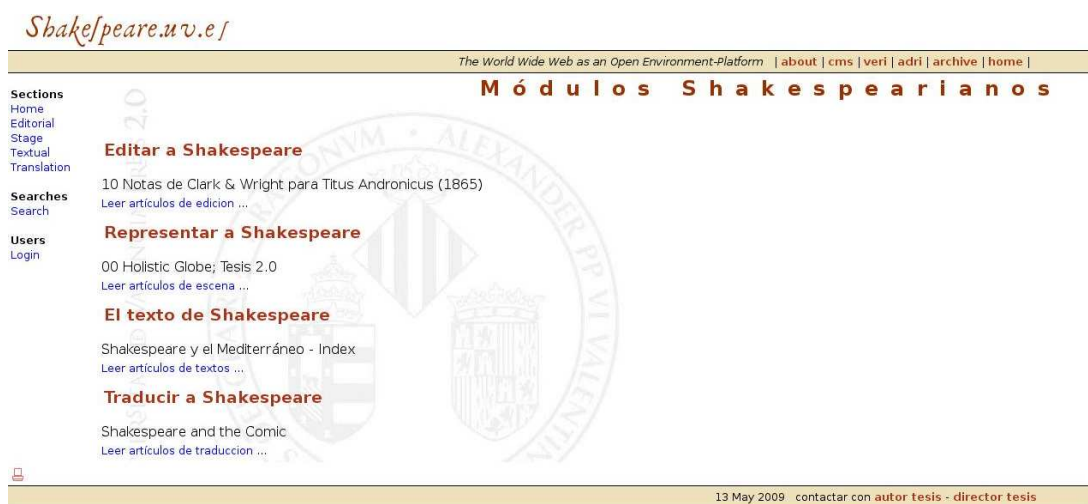 Shakeſpeare.uv.eſ
The World Wide Web as an Open Environment-Platform | about | cms | veri | adri | archive | home |
Módulos Shakespearianos
Sections
Home
Editorial
Stage
Textual
Translation
Searches
Search
Users
Login
Editar a Shakespeare
10 Notas de Clark & Wright para Titus Andronicus (1865)
Leer artículos de edicion ...
Representar a Shakespeare
00 Holistic Globe; Tesis 2.0
Leer artículos de escena ...
El texto de Shakespeare
Shakespeare y el Mediterráneo - Index
Leer artículos de textos ...
Traducir a Shakespeare
Shakespeare and the Comic
Leer artículos de traduccion ...
13 May 2009 contactar con autor tesis - director tesis